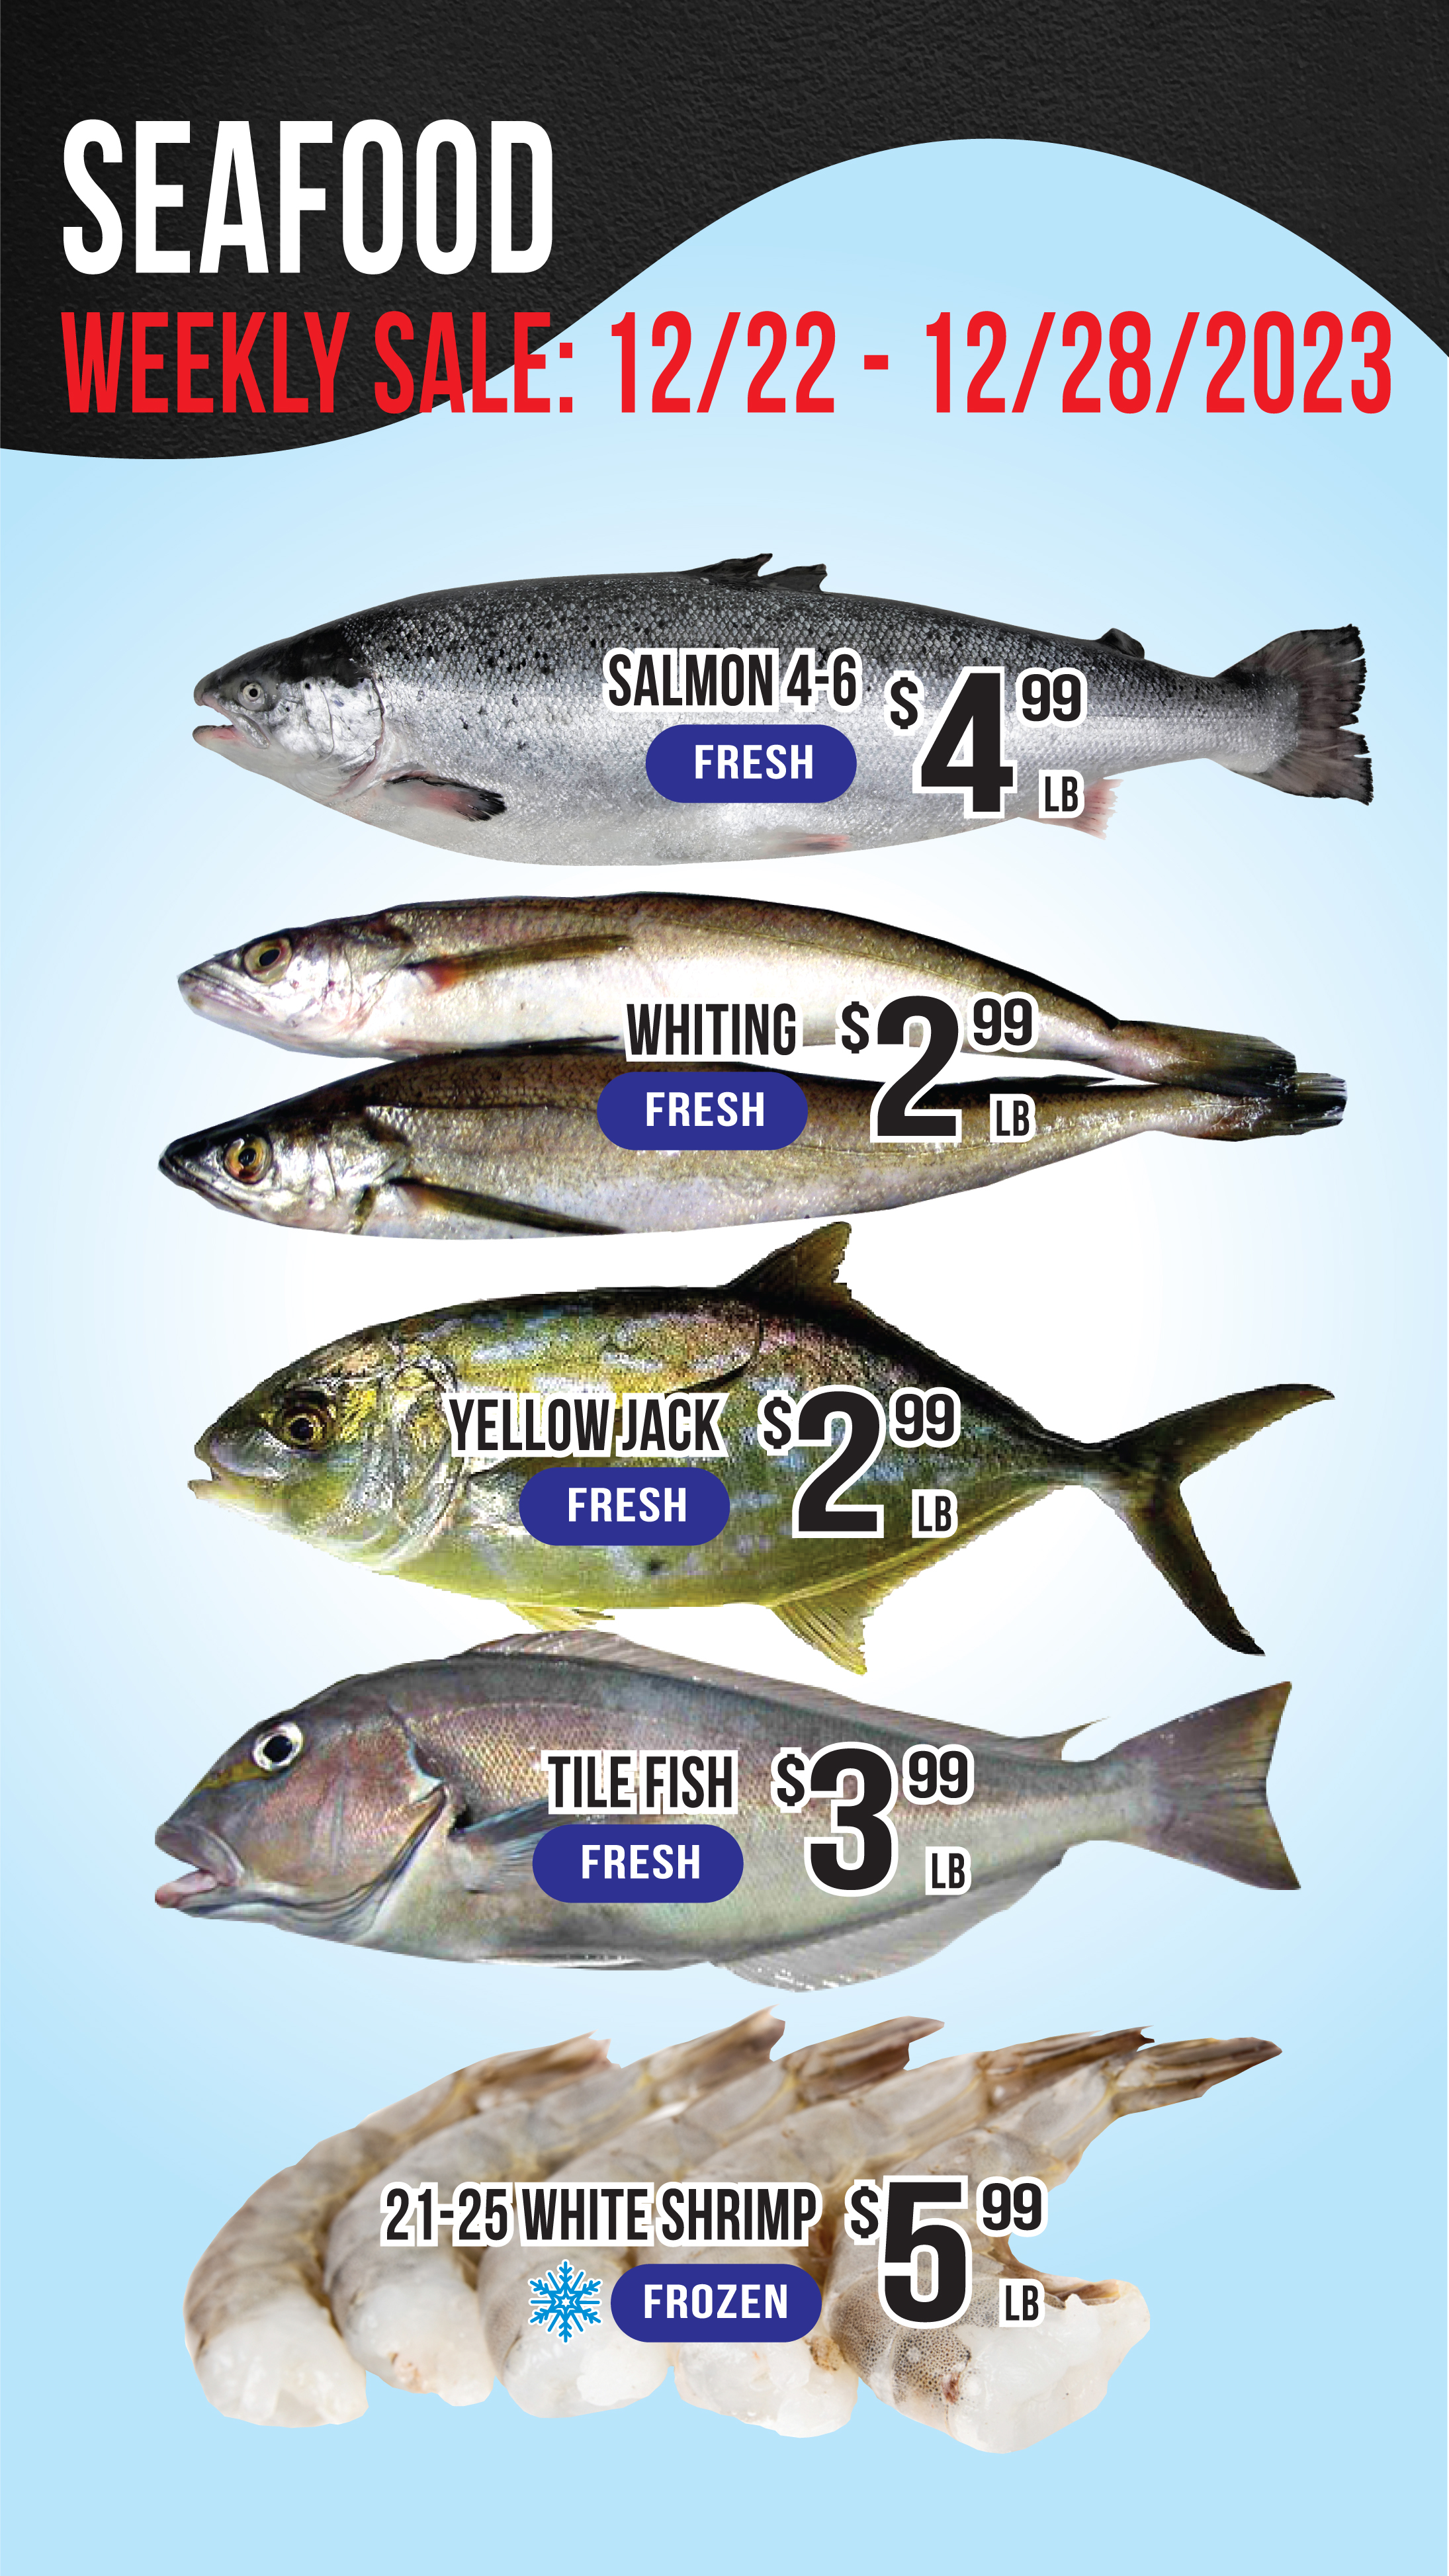 SEAFOOD
WEEKLY SALE: 12/22 - 12/28/2023
SALMON 4-6 $4 99 LB
FRESH
WHITING $2 99 LB
FRESH
YELLOW JACK $2 99 LB
FRESH
TILE FISH $3 99 LB
FRESH
21-25 WHITE SHRIMP $5 99 LB
FROZEN